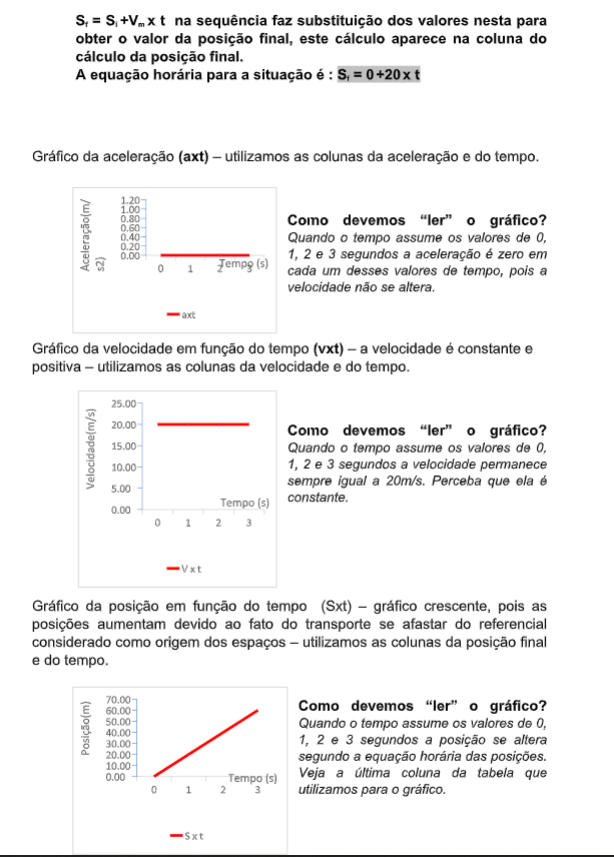 Sf = Si +Vm x t na sequência faz substituição dos valores nesta para
obter o valor da posição final, este cálculo aparece na coluna do
cálculo da posição final.
A equação horária para a situação é : Sf = 0+20 x t
Gráfico da aceleração (axt) – utilizamos as colunas da aceleração e do tempo.
Aceleração(m/
s2)
1.20
1.00
0.80
0.60
0.40
0.20
0.00
0 1 2 3
Tempo (s)
axt
Como devemos “ler” o gráfico?
Quando o tempo assume os valores de 0,
1, 2 e 3 segundos a aceleração é zero em
cada um desses valores de tempo, pois a
velocidade não se altera.
Gráfico da velocidade em função do tempo (vxt) – a velocidade é constante e
positiva – utilizamos as colunas da velocidade e do tempo.
Velocidade(m/s)
25.00
20.00
15.00
10.00
5.00
0.00
Tempo (s)
0 1 2 3
V x t
Como devemos “ler” o gráfico?
Quando o tempo assume os valores de 0,
1, 2 e 3 segundos a velocidade permanece
sempre igual a 20m/s. Perceba que ela é
constante.
Gráfico da posição em função do tempo (Sxt) – gráfico crescente, pois as
posições aumentam devido ao fato do transporte se afastar do referencial
considerado como origem dos espaços – utilizamos as colunas da posição final
e do tempo.
Posição(m)
70.00
60.00
50.00
40.00
30.00
20.00
10.00
0.00
Tempo (s)
0 1 2 3
S x t
Como devemos “ler” o gráfico?
Quando o tempo assume os valores de 0,
1, 2 e 3 segundos a posição se altera
segundo a equação horária das posições.
Veja a última coluna da tabela que
utilizamos para o gráfico.